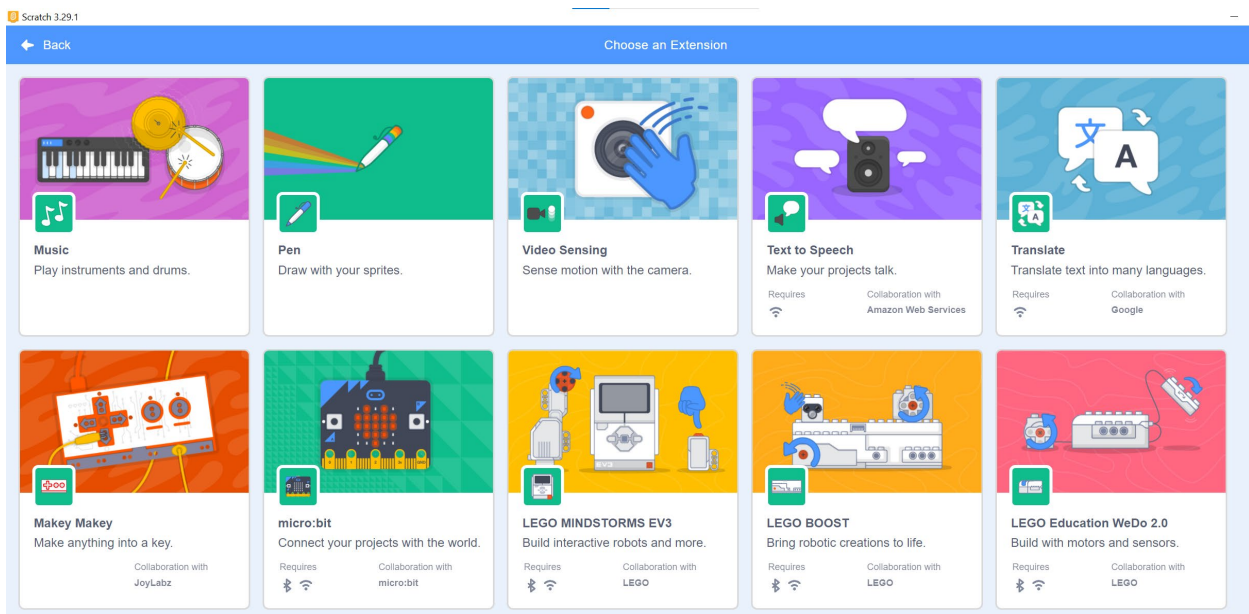 Scratch 3.29.1
Back
Choose an Extension
Music
Play instruments and drums.
Pen
Draw with your sprites.
Video Sensing
Sense motion with the camera.
Text to Speech
Make your projects talk.
Requires
Collaboration with
Amazon Web Services
Translate
Translate text into many languages.
Requires
Collaboration with
Google
文
A
A
Makey Makey
Make anything into a key.
Collaboration with
JoyLabz
micro:bit
Connect your projects with the world.
Requires
Collaboration with
micro:bit
EV3
LEGO MINDSTORMS EV3
Build interactive robots and more.
Requires
Collaboration with
LEGO
LEGO BOOST
Bring robotic creations to life.
Requires
Collaboration with
LEGO
LEGO Education WeDo 2.0
Build with motors and sensors.
Requires
Collaboration with
LEGO